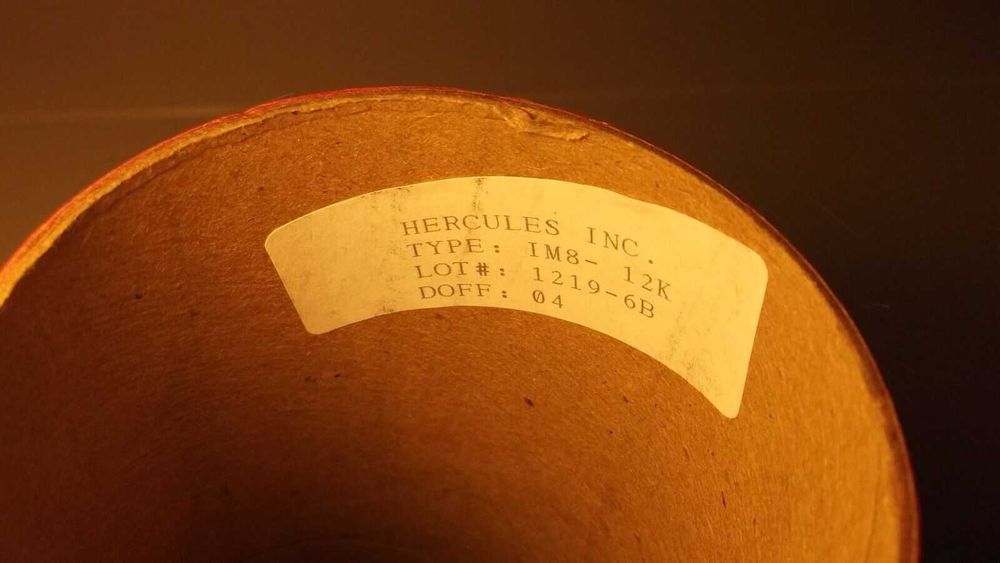 HERCULES INC.
TYPE: IM8- 12K
LOT#: 1219-6B
DOFF: 04